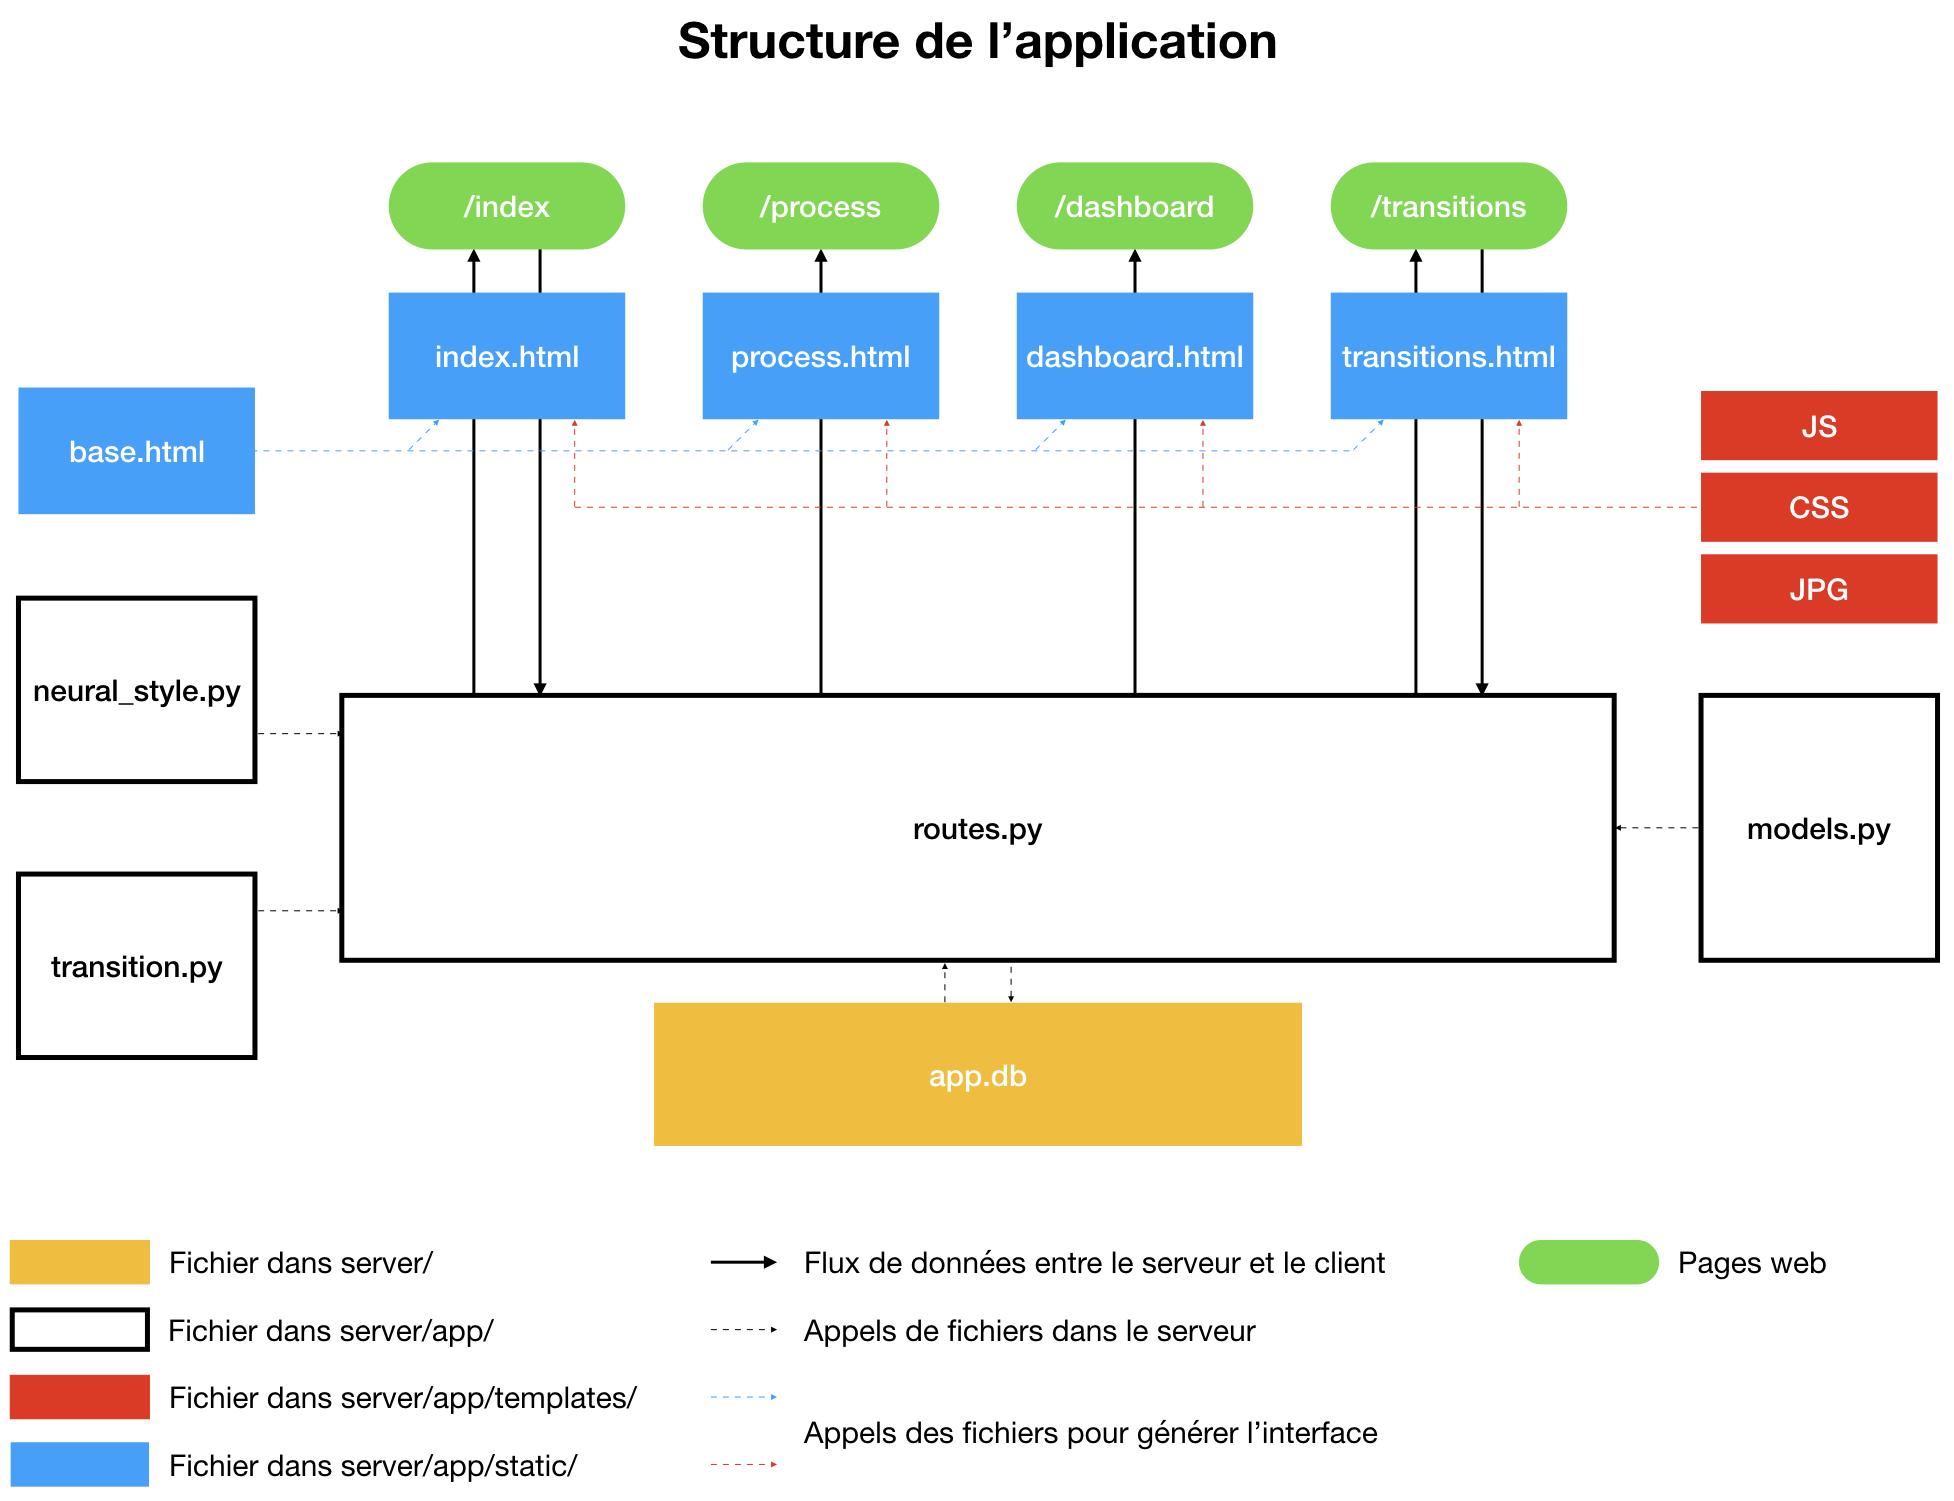 Structure de l’application
/index
/process
/dashboard
/transitions
index.html
process.html
dashboard.html
transitions.html
base.html
JS
CSS
JPG
neural_style.py
routes.py
models.py
transition.py
app.db
Fichier dans server/
Fichier dans server/app/
Fichier dans server/app/templates/
Fichier dans server/app/static/
Flux de données entre le serveur et le client
Appels de fichiers dans le serveur
Appels des fichiers pour générer l’interface
Pages web